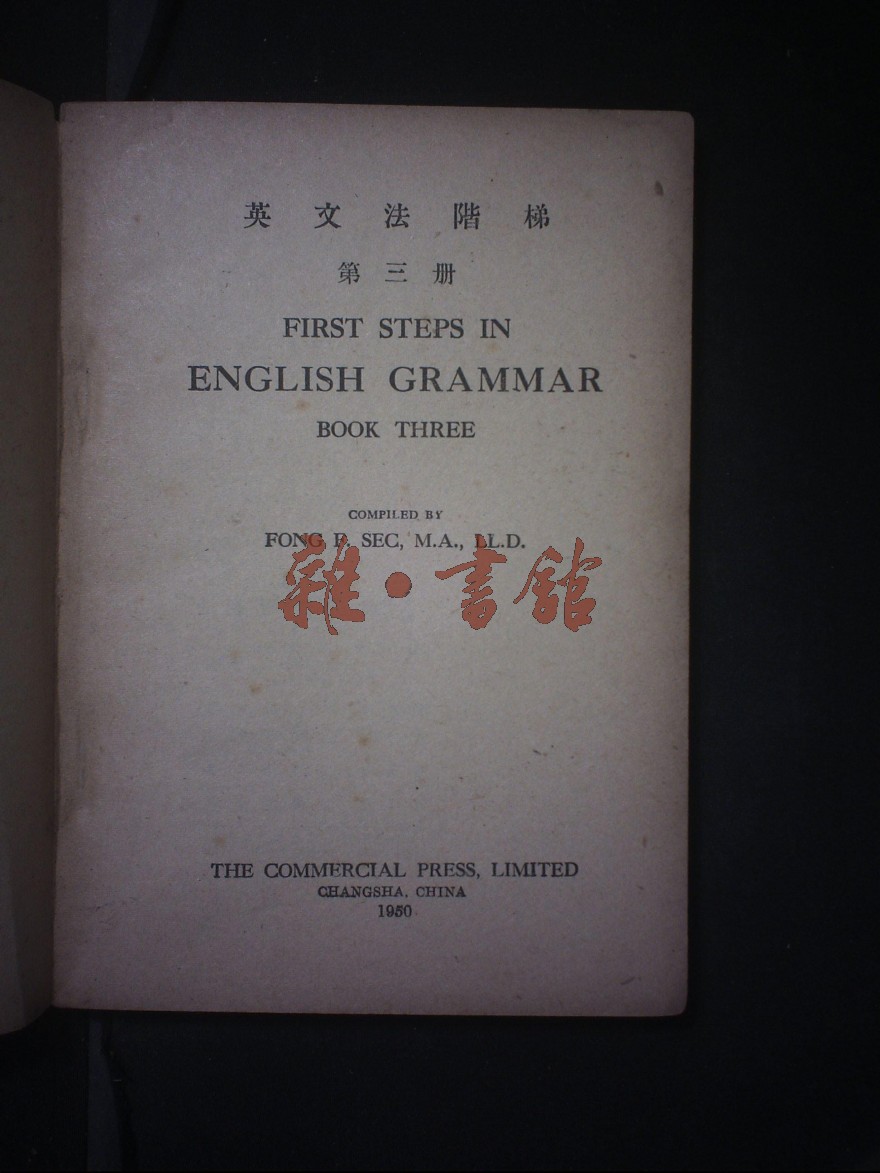 英文法階梯
第三册
FIRST STEPS IN
ENGLISH GRAMMAR
BOOK THREE
COMPILED BY
FONG F. SEC, M.A., LL.D.
雜·書館
THE COMMERCIAL PRESS, LIMITED
CHANGSHA, CHINA
1950